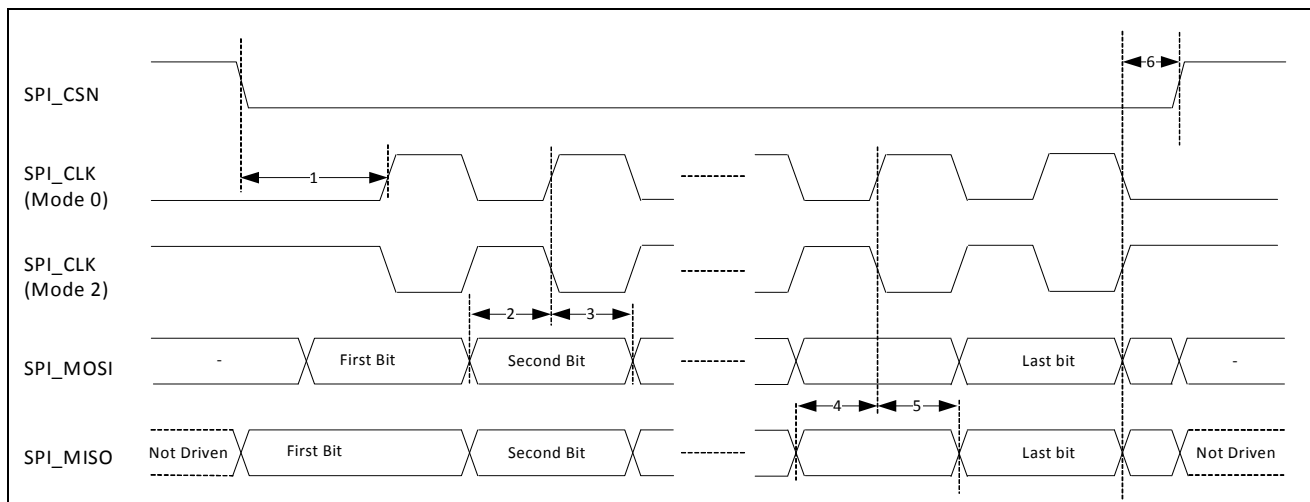 6
SPI_CSN
SPI_CLK
(Mode 0)
1
SPI_CLK
(Mode 2)
2 3
SPI_MOSI - First Bit Second Bit Last bit -
4 5
SPI_MISO Not Driven First Bit Second Bit Last bit Not Driven